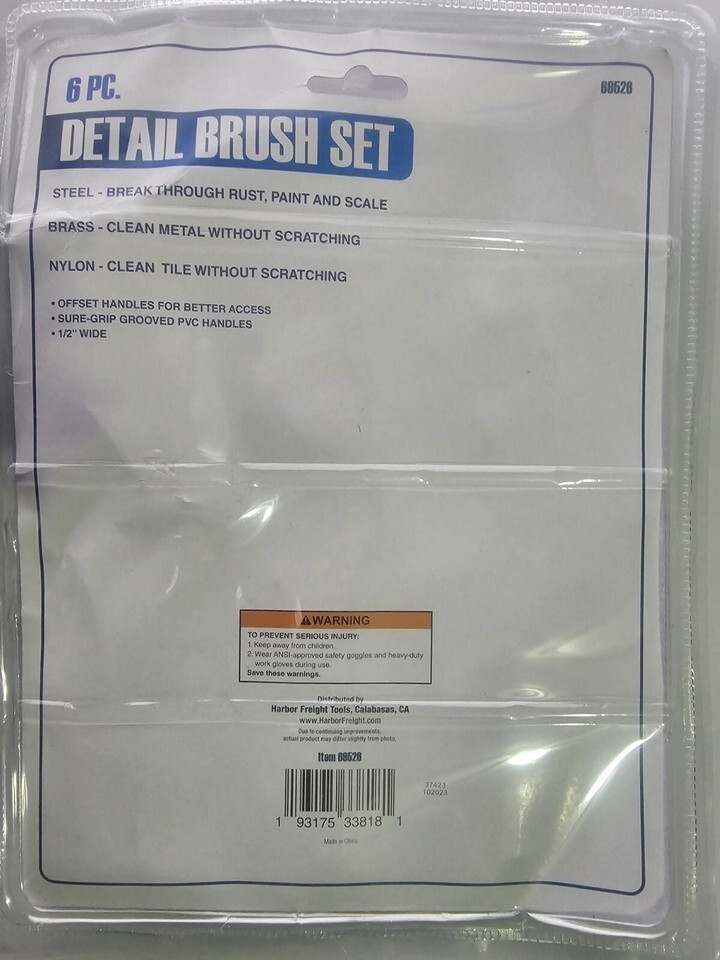 6 PC.
68526
DETAIL BRUSH SET
STEEL - BREAK THROUGH RUST, PAINT AND SCALE
BRASS - CLEAN METAL WITHOUT SCRATCHING
NYLON - CLEAN TILE WITHOUT SCRATCHING
• OFFSET HANDLES FOR BETTER ACCESS
• SURE-GRIP GROOVED PVC HANDLES
• 1/2" WIDE
⚠WARNING
TO PREVENT SERIOUS INJURY:
1. Keep away from children.
2. Wear ANSI-approved safety goggles and heavy-duty
work gloves during use.
Save these warnings.
Distributed by
Harbor Freight Tools, Calabasas, CA
www.HarborFreight.com
Due to continuing improvements,
actual product may differ slightly from photo.
Item 68526
37423
102023
1 93175 33818 1
Made in China